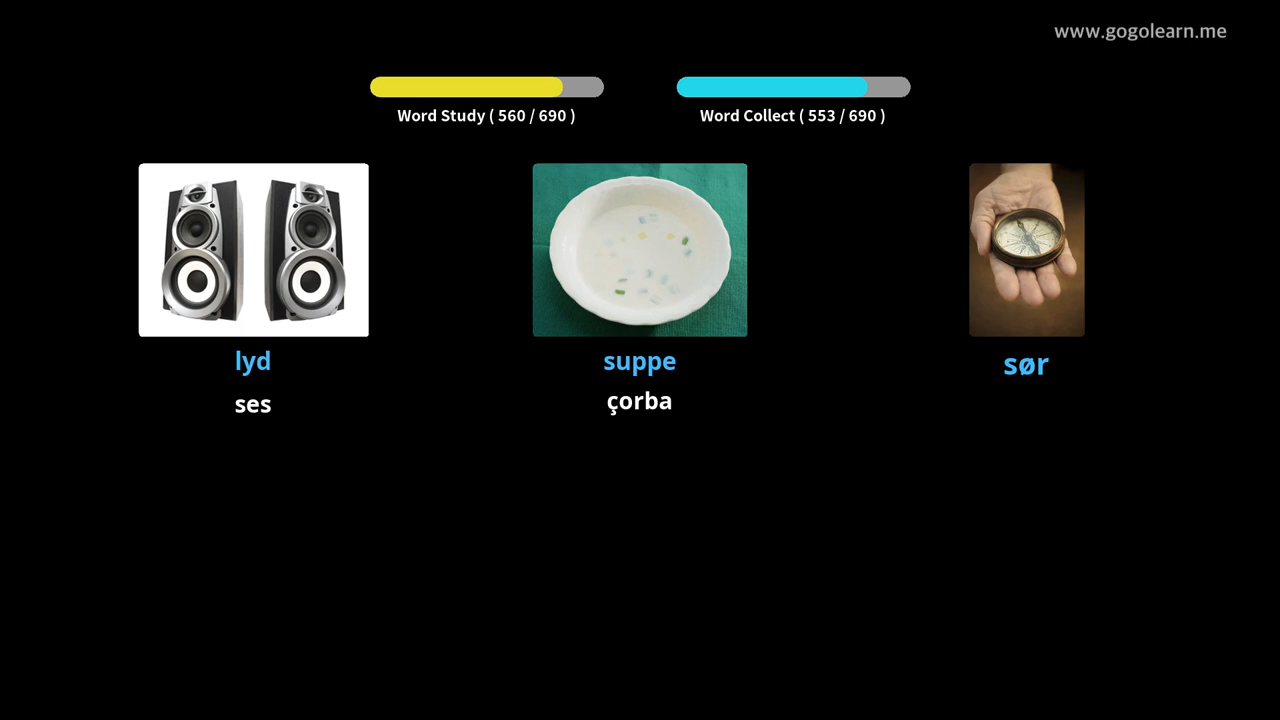 www.gogolearn.me
Word Study ( 560 / 690 )
Word Collect ( 553 / 690 )
lyd
suppe
sør
ses
çorba